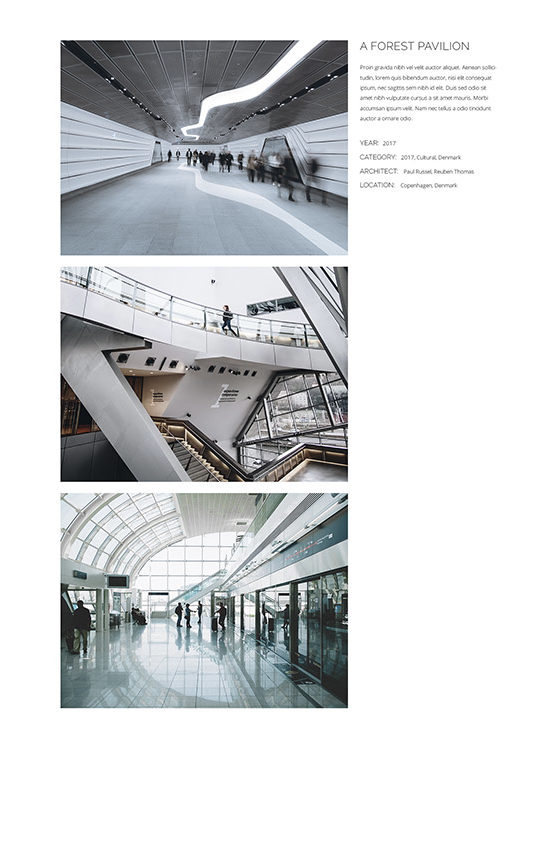 A FOREST PAVILION
Proin gravida nibh vel velit auctor aliquet. Aenean sollici-
tudin, lorem quis bibendum auctor, nisi elit consequat
ipsum, nec sagittis sem nibh id elit. Duis sed odio sit
amet nibh vulputate cursus a sit amet mauris. Morbi
accumsan ipsum velit. Nam nec tellus a odio tincidunt
auctor a ornare odio.
YEAR: 2017
CATEGORY: 2017, Cultural, Denmark
ARCHITECT: Paul Russel, Reuben Thomas
LOCATION: Copenhagen, Denmark
1